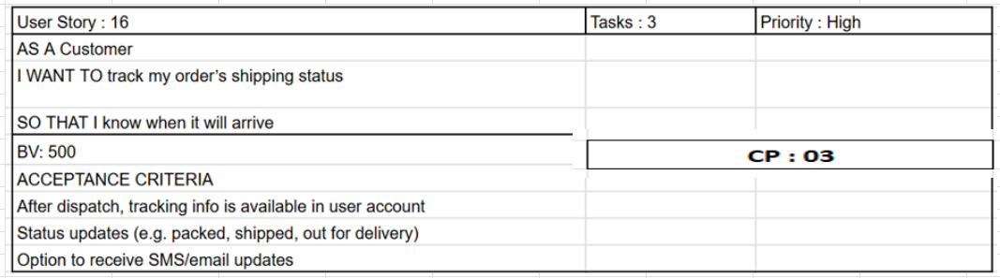 User Story : 16 Tasks : 3 Priority : High
AS A Customer
I WANT TO track my order's shipping status
SO THAT I know when it will arrive
BV: 500 CP : 03
ACCEPTANCE CRITERIA
After dispatch, tracking info is available in user account
Status updates (e.g. packed, shipped, out for delivery)
Option to receive SMS/email updates